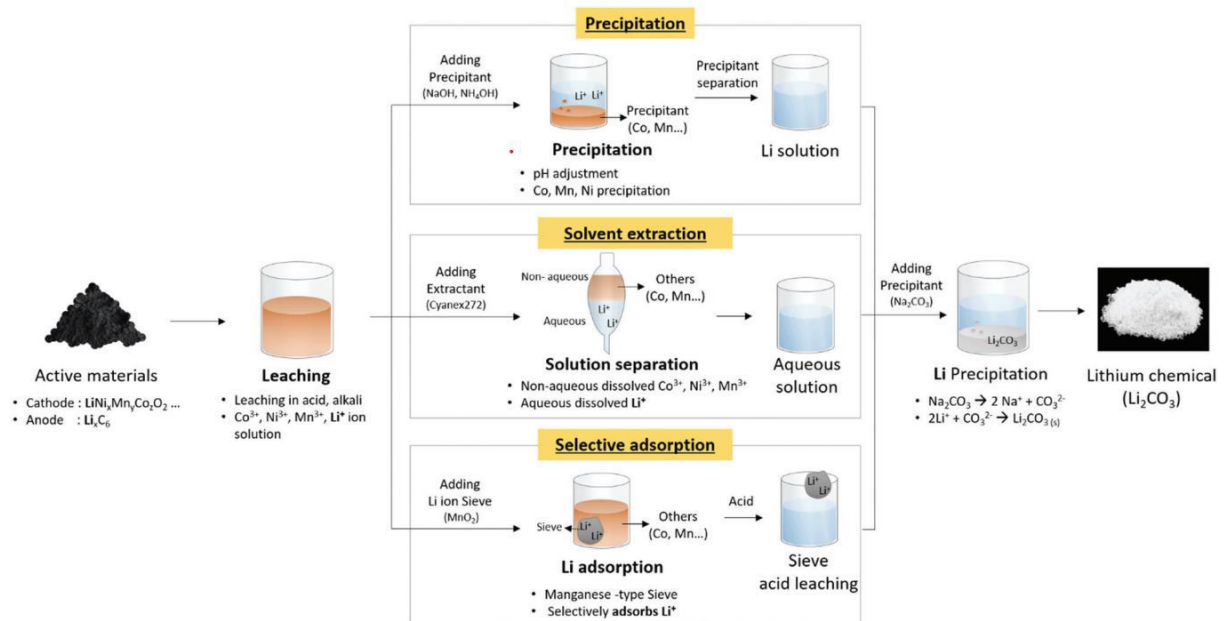 Precipitation
Adding
Precipitant
(NaOH, NH₄OH)
Li⁺ Li⁺
Precipitant
(Co, Mn...)
Precipitant
separation
Precipitation
Li solution
• pH adjustment
• Co, Mn, Ni precipitation
Solvent extraction
Adding
Extractant
(Cyanex272)
Non- aqueous
Others
(Co, Mn...)
Li⁺
Li⁺
Aqueous
Solution separation
Aqueous
solution
• Non-aqueous dissolved Co³⁺, Ni³⁺, Mn³⁺
• Aqueous dissolved Li⁺
Active materials
• Cathode : LiNiₓMnᵧCo₂O₂ ...
• Anode : LiₓC₆
Leaching
• Leaching in acid, alkali
• Co³⁺, Ni³⁺, Mn³⁺, Li⁺ ion
solution
Adding
Precipitant
(Na₂CO₃)
Li₂CO₃
Li Precipitation
• Na₂CO₃ → 2 Na⁺ + CO₃²⁻
• 2Li⁺ + CO₃²⁻ → Li₂CO₃ (s)
Lithium chemical
(Li₂CO₃)
Selective adsorption
Adding
Li ion Sieve
(MnO₂)
Sieve
Li⁺
Li⁺
Others
(Co, Mn...)
Acid
Li⁺
Li⁺
Li adsorption
Sieve
acid leaching
• Manganese -type Sieve
• Selectively adsorbs Li⁺